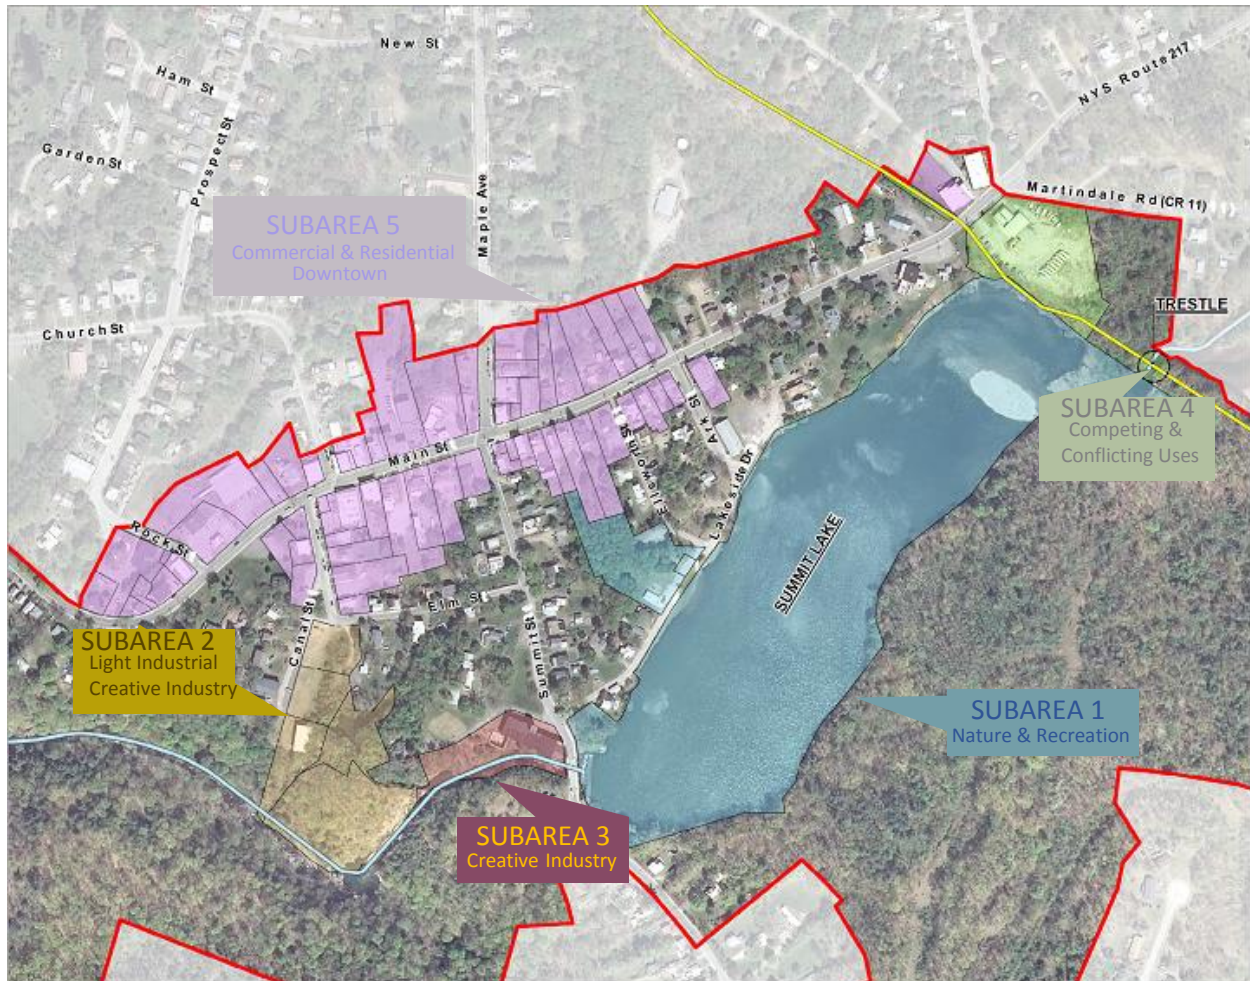 New St
Ham St
NYS Route 217
Garden St
Prospect St
Martindale Rd (CR 11)
Maple Ave
SUBAREA 5
Commercial & Residential
Downtown
TRESTLE
Church St
SUBAREA 4
Competing &
Conflicting Uses
Ark St
Main St
Ellsworth St
Lakeside Dr
Rock St
SUMMIT LAKE
Elm St
Canal St
Summit St
SUBAREA 2
Light Industrial
Creative Industry
SUBAREA 1
Nature & Recreation
SUBAREA 3
Creative Industry